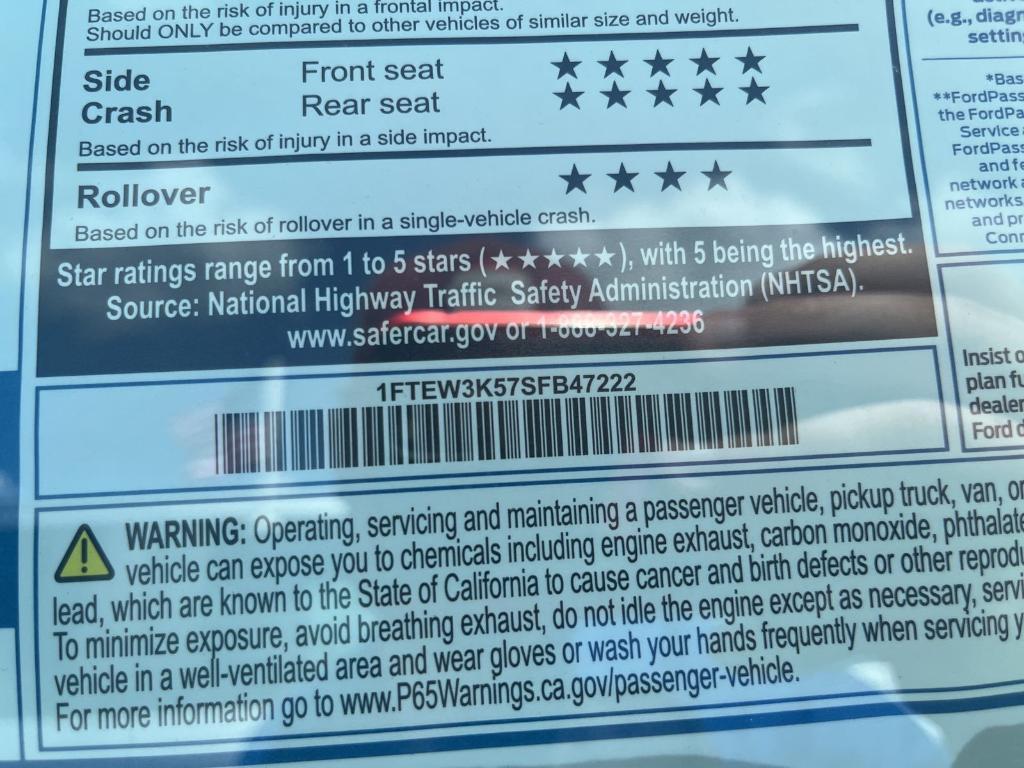 Based on the risk of injury in a frontal impact.
Should ONLY be compared to other vehicles of similar size and weight.
Side Crash
Front seat ★★★★★
Rear seat ★★★★★
Based on the risk of injury in a side impact.
Rollover ★★★★
Based on the risk of rollover in a single-vehicle crash.
Star ratings range from 1 to 5 stars (★★★★★), with 5 being the highest.
Source: National Highway Traffic Safety Administration (NHTSA).
www.safercar.gov or 1-888-327-4236
1FTEW3K57SFB47222
WARNING: Operating, servicing and maintaining a passenger vehicle, pickup truck, van, or
vehicle can expose you to chemicals including engine exhaust, carbon monoxide, phthalate
lead, which are known to the State of California to cause cancer and birth defects or other reprodu
To minimize exposure, avoid breathing exhaust, do not idle the engine except as necessary, servi
vehicle in a well-ventilated area and wear gloves or wash your hands frequently when servicing y
For more information go to www.P65Warnings.ca.gov/passenger-vehicle.
(e.g., diagn
settin
*Bas
**FordPass
the FordPa
Service
FordPass
and fe
network a
networks
and pr
Conn
Insist o
plan fu
dealer
Ford d